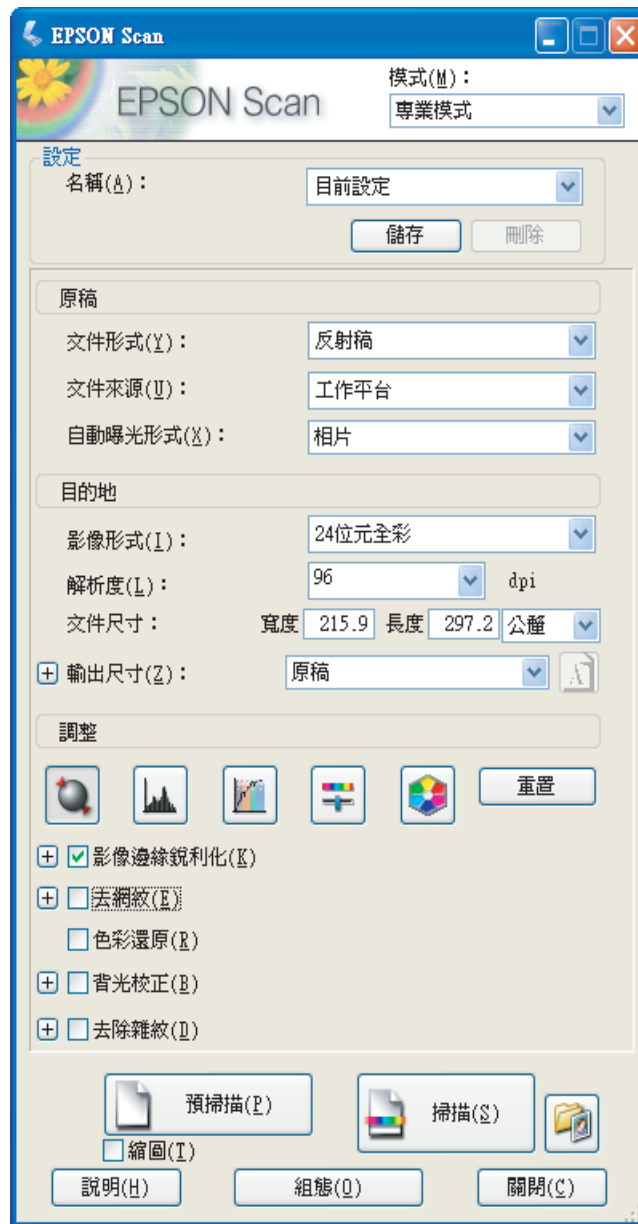 EPSON Scan
EPSON Scan
模式(M)：
專業模式
設定
名稱(A)：
目前設定
儲存
刪除
原稿
文件形式(Y)：
反射稿
文件來源(U)：
工作平台
自動曝光形式(X)：
相片
目的地
影像形式(I)：
24位元全彩
解析度(L)：
96
dpi
文件尺寸：
寬度 215.9 長度 297.2 公釐
輸出尺寸(Z)：
原稿
調整
重置
影像邊緣銳利化(K)
去網紋(E)
色彩還原(R)
背光校正(B)
去除雜紋(D)
預掃描(P)
掃描(S)
縮圖(T)
說明(H)
組態(O)
關閉(C)